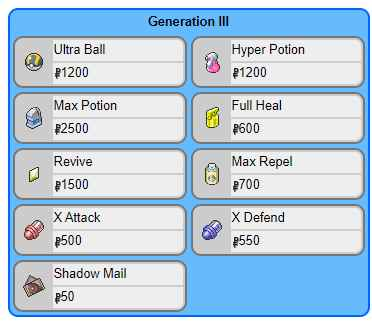 Generation III
Ultra Ball
₽1200
Hyper Potion
₽1200
Max Potion
₽2500
Full Heal
₽600
Revive
₽1500
Max Repel
₽700
X Attack
₽500
X Defend
₽550
Shadow Mail
₽50